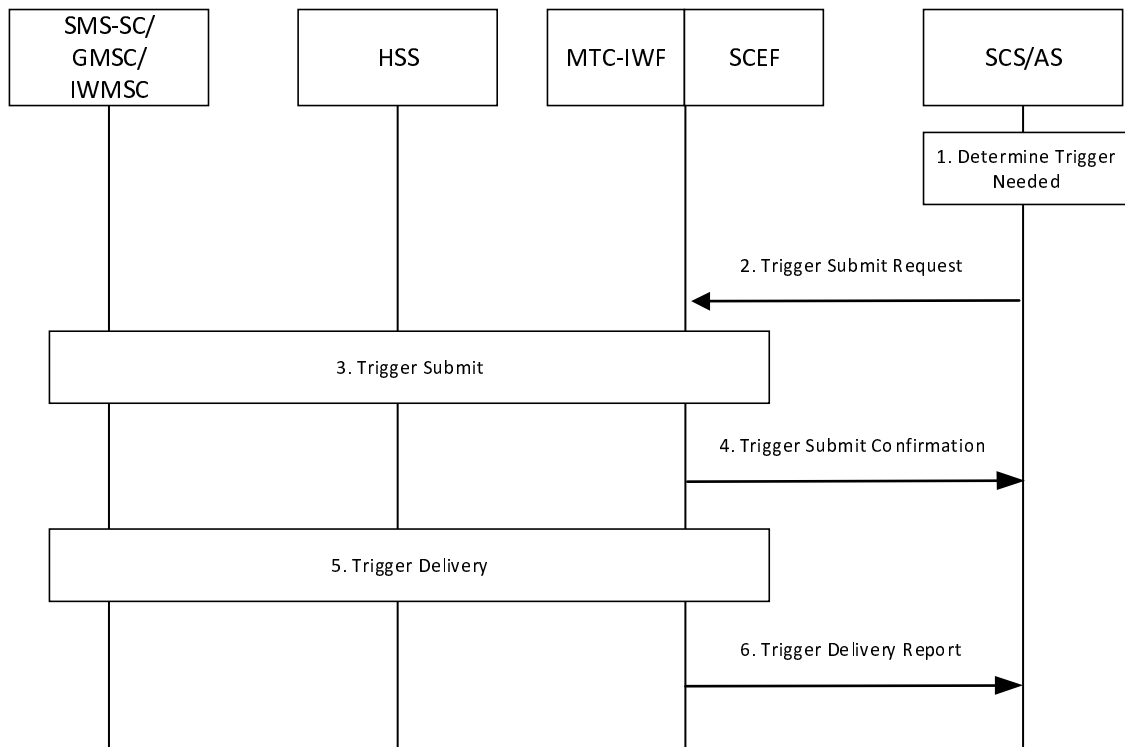 SMS-SC/
GMSC/
IWMSC
HSS
MTC-IWF
SCEF
SCS/AS
1. Determine Trigger
Needed
2. Trigger Submit Request
3. Trigger Submit
4. Trigger Submit Confirmation
5. Trigger Delivery
6. Trigger Delivery Report